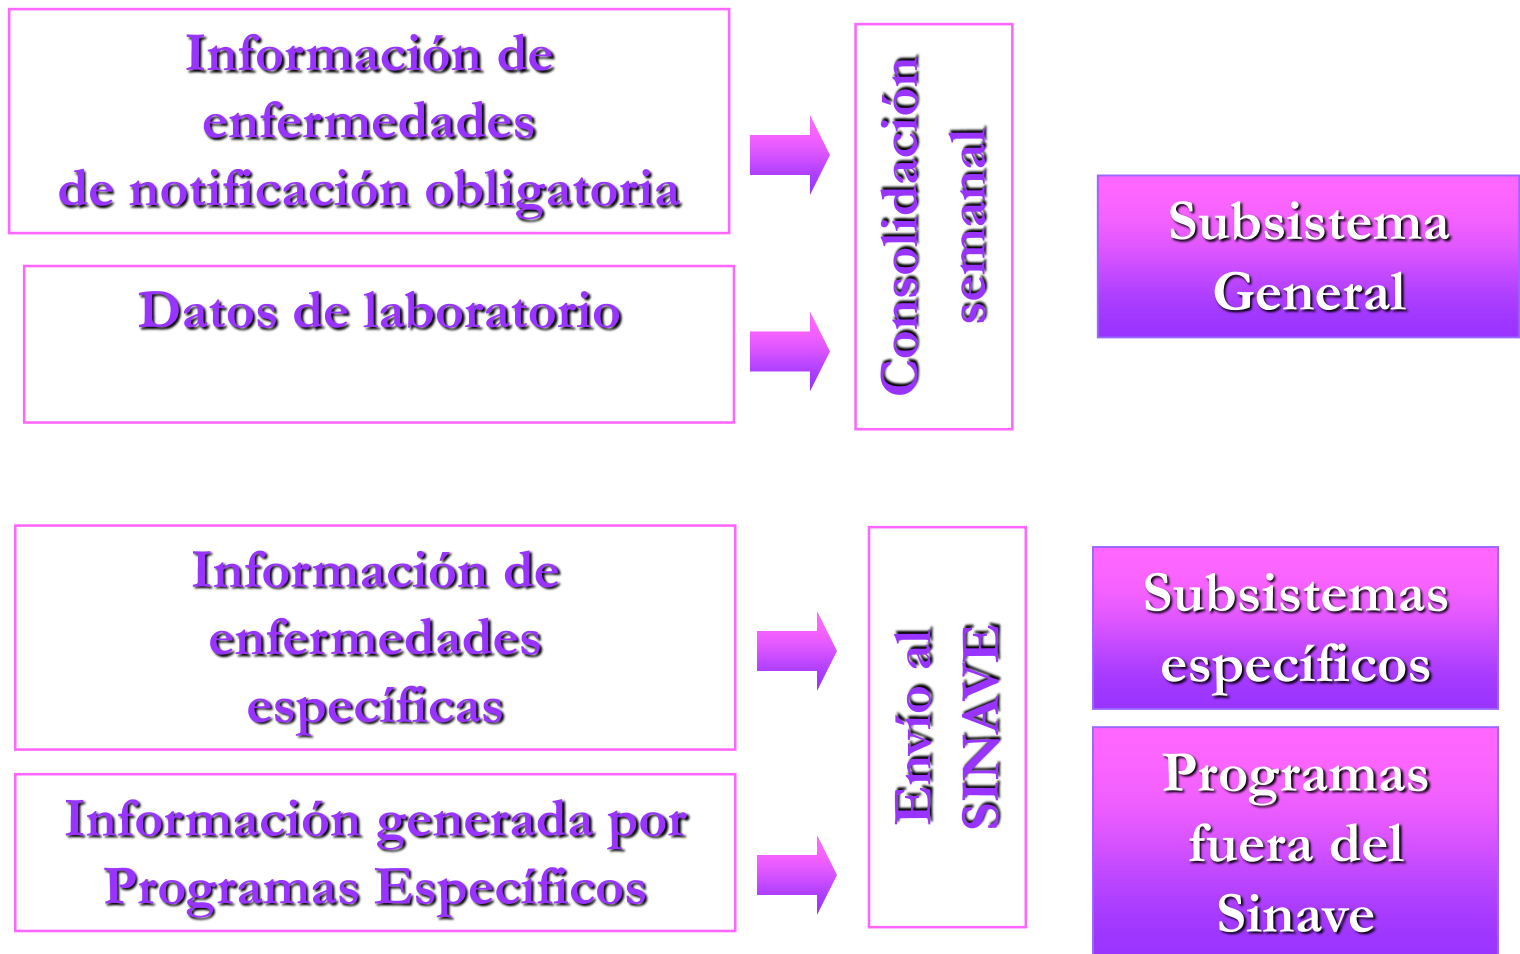 Información de
enfermedades
de notificación obligatoria
Datos de laboratorio
Consolidación
semanal
Subsistema
General
Información de
enfermedades
específicas
Información generada por
Programas Específicos
Envío al
SINAVE
Subsistemas
específicos
Programas
fuera del
Sinave